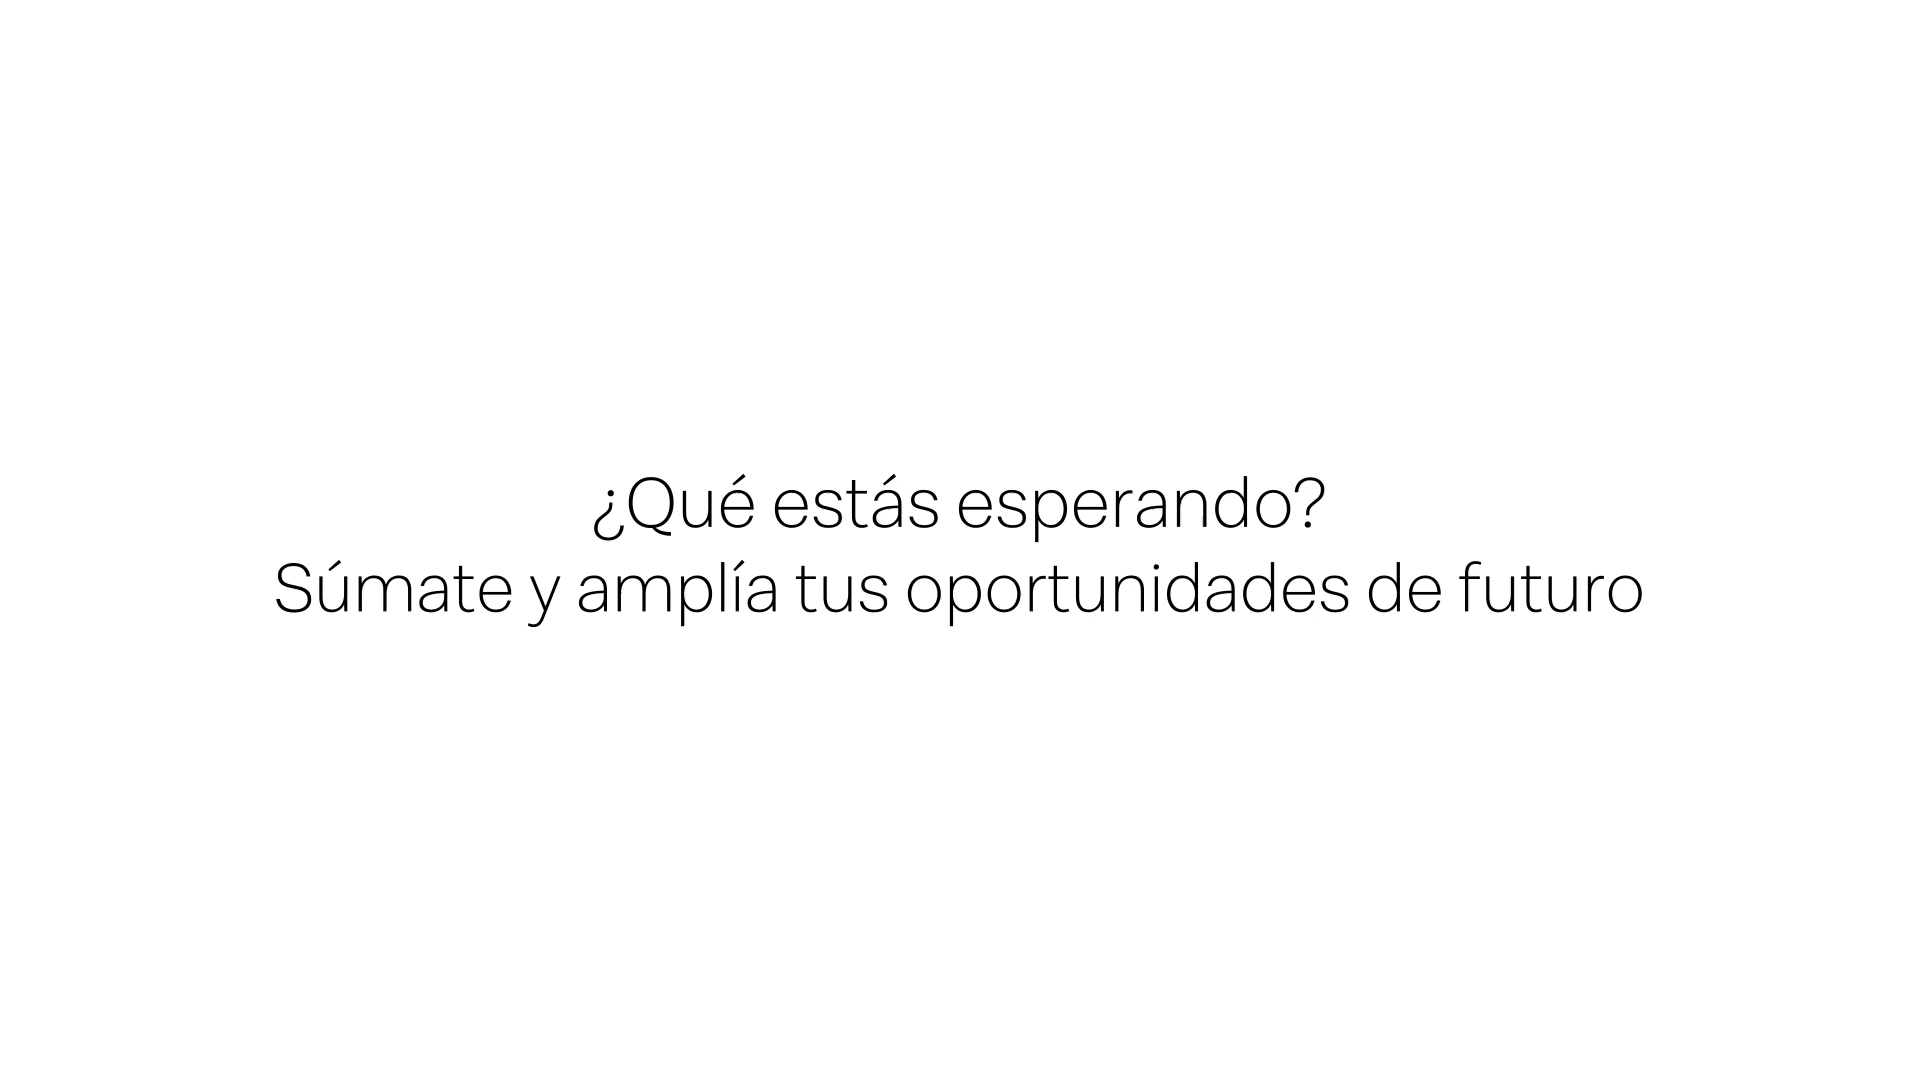 ¿Qué estás esperando?
Súmate y amplía tus oportunidades de futuro